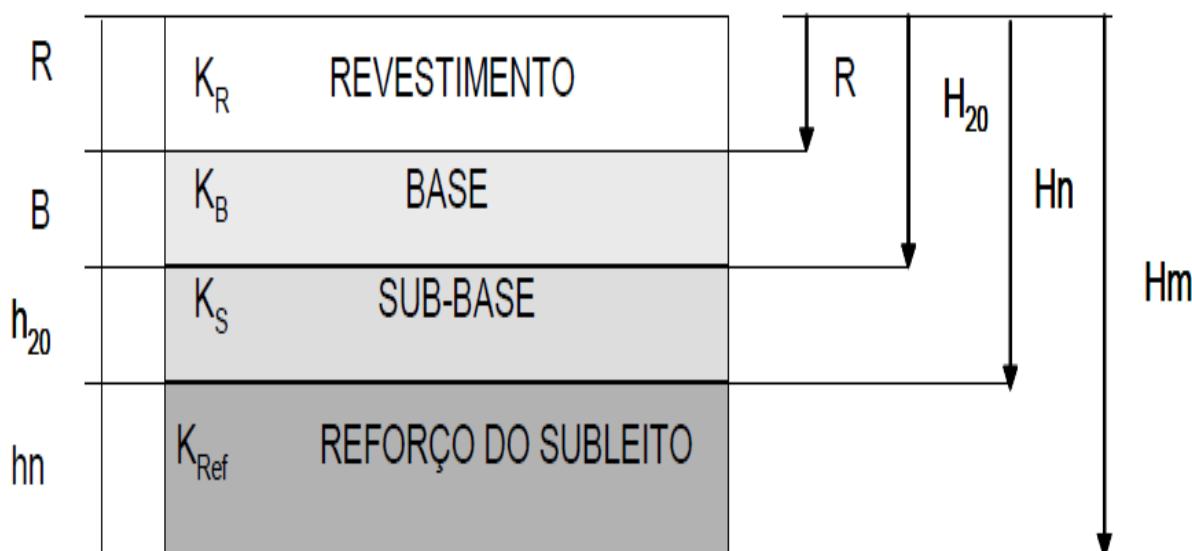 R
K_R REVESTIMENTO
R
H_20
B
K_B BASE
Hn
h_20
K_S SUB-BASE
Hm
hn
K_Ref REFORÇO DO SUBLEITO